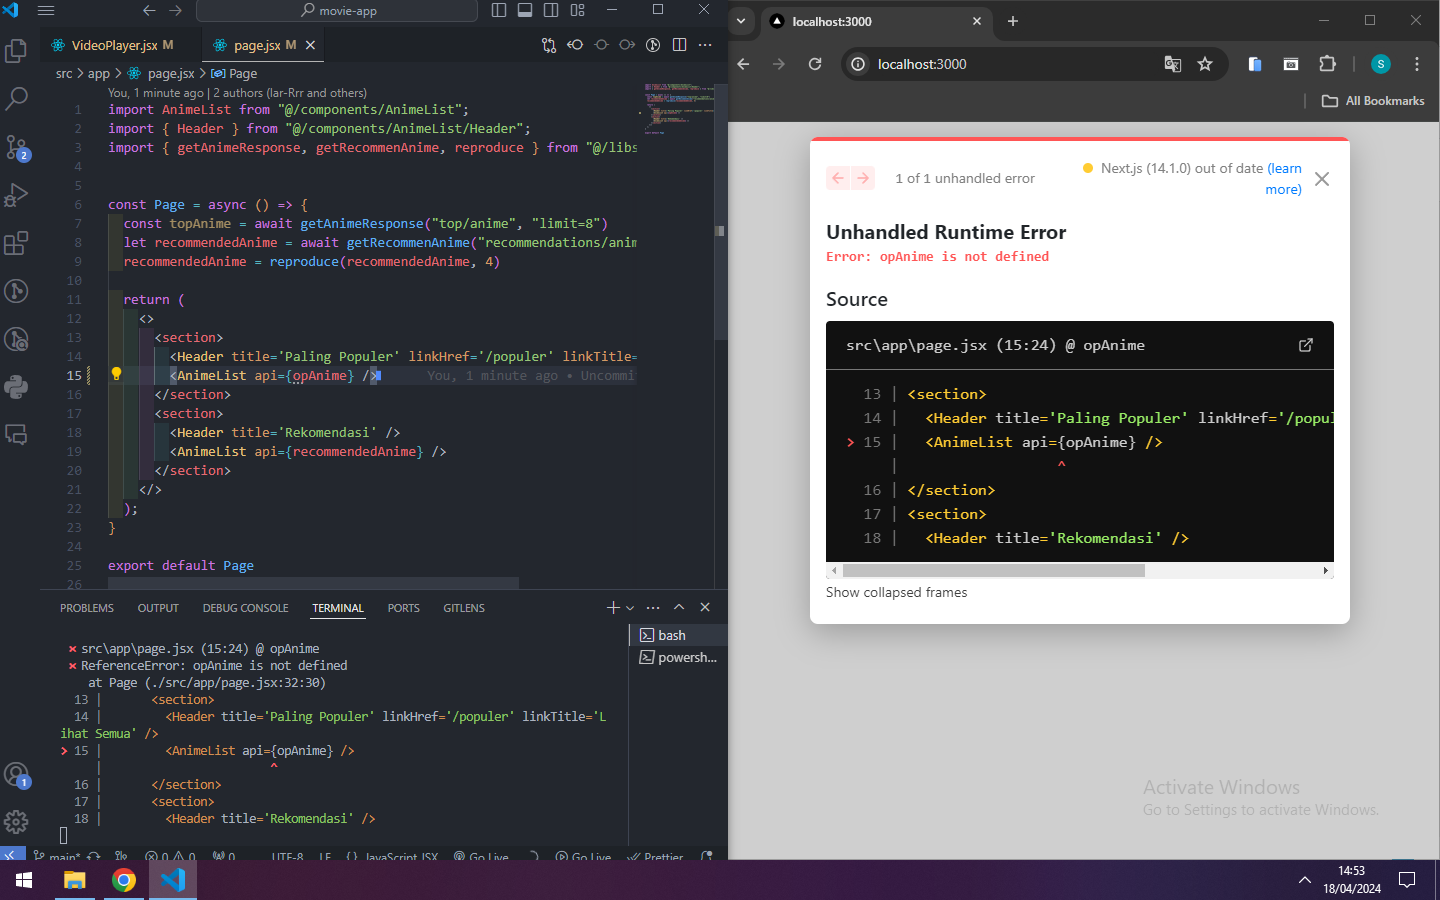 movie-app
VideoPlayer.jsx M
page.jsx M
src > app > page.jsx > Page
You, 1 minute ago | 2 authors (lar-Rrr and others)
1 import AnimeList from "@/components/AnimeList";
2 import { Header } from "@/components/AnimeList/Header";
3 import { getAnimeResponse, getRecommenAnime, reproduce } from "@/libs
4
5
6 const Page = async () => {
7 const topAnime = await getAnimeResponse("top/anime", "limit=8")
8 let recommendedAnime = await getRecommenAnime("recommendations/anim
9 recommendedAnime = reproduce(recommendedAnime, 4)
10
11 return (
12 <>
13 <section>
14 <Header title='Paling Populer' linkHref='/populer' linkTitle=
15 <AnimeList api={opAnime} /> You, 1 minute ago • Uncommi
16 </section>
17 <section>
18 <Header title='Rekomendasi' />
19 <AnimeList api={recommendedAnime} />
20 </section>
21 </>
22 );
23 }
24
25 export default Page
26
PROBLEMS OUTPUT DEBUG CONSOLE TERMINAL PORTS GITLENS
bash
powersh...
× src\app\page.jsx (15:24) @ opAnime
× ReferenceError: opAnime is not defined
at Page (./src/app/page.jsx:32:30)
13 | <section>
14 | <Header title='Paling Populer' linkHref='/populer' linkTitle='L
ihat Semua' />
> 15 | <AnimeList api={opAnime} />
| ^
16 | </section>
17 | <section>
18 | <Header title='Rekomendasi' />
2
1
main* 0 0 0 UTF-8 LF {} JavaScript JSX Go Live Go Live Prettier
localhost:3000
localhost:3000
S
All Bookmarks
1 of 1 unhandled error
Next.js (14.1.0) out of date (learn
more)
Unhandled Runtime Error
Error: opAnime is not defined
Source
src\app\page.jsx (15:24) @ opAnime
13 | <section>
14 | <Header title='Paling Populer' linkHref='/popul
> 15 | <AnimeList api={opAnime} />
| ^
16 | </section>
17 | <section>
18 | <Header title='Rekomendasi' />
Show collapsed frames
Activate Windows
Go to Settings to activate Windows.
14:53
18/04/2024